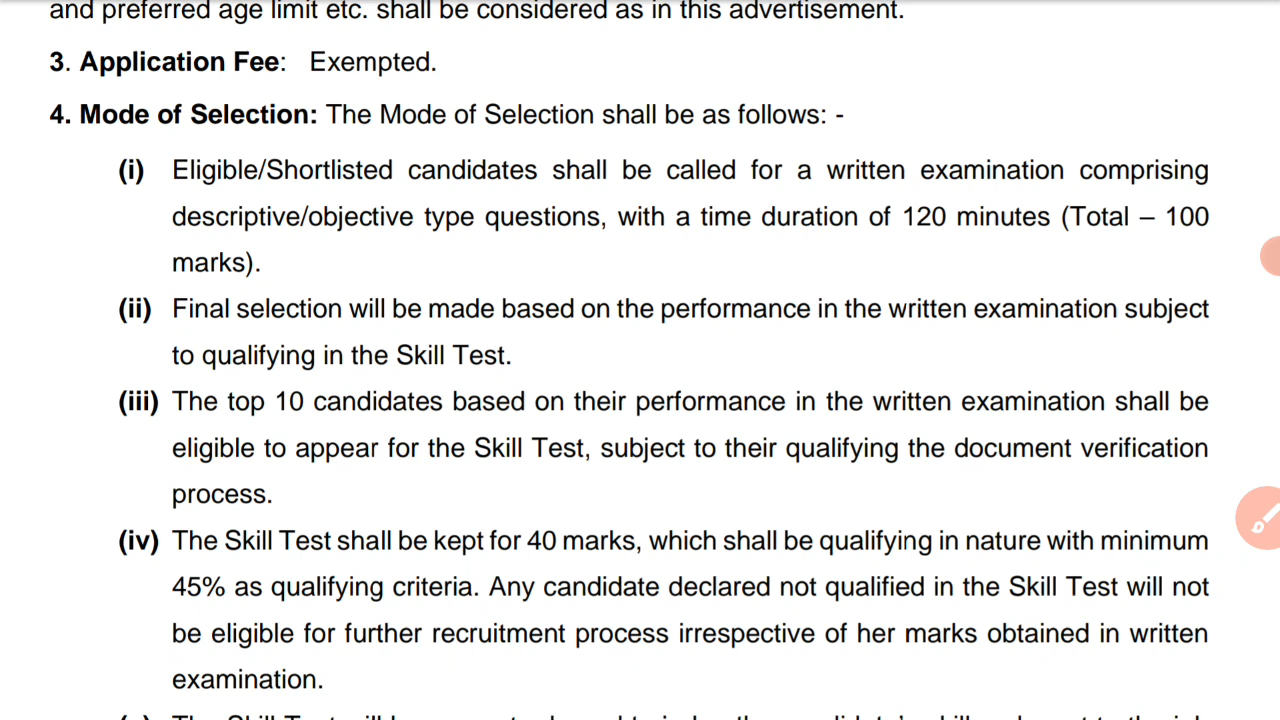 and preferred age limit etc. shall be considered as in this advertisement.
3. Application Fee: Exempted.
4. Mode of Selection: The Mode of Selection shall be as follows: -
(i) Eligible/Shortlisted candidates shall be called for a written examination comprising
descriptive/objective type questions, with a time duration of 120 minutes (Total – 100
marks).
(ii) Final selection will be made based on the performance in the written examination subject
to qualifying in the Skill Test.
(iii) The top 10 candidates based on their performance in the written examination shall be
eligible to appear for the Skill Test, subject to their qualifying the document verification
process.
(iv) The Skill Test shall be kept for 40 marks, which shall be qualifying in nature with minimum
45% as qualifying criteria. Any candidate declared not qualified in the Skill Test will not
be eligible for further recruitment process irrespective of her marks obtained in written
examination.